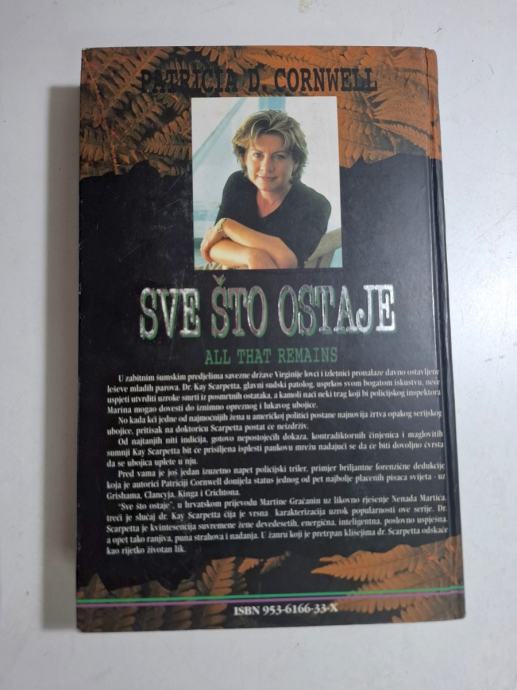 PATRICIA D. CORNWELL
SVE ŠTO OSTAJE
ALL THAT REMAINS
U zabitnim šumskim predjelima savezne države Virginije lovci i izletnici pronalaze davno ostavljene
leševe mladih parova. Dr. Kay Scarpetta, glavni sudski patolog, usprkos svom bogatom iskustvu, neće
uspjeti utvrditi uzroke smrti iz posmrtnih ostataka, a kamoli naći neki trag koji bi policijskog inspektora
Marina mogao dovesti do iznimno opreznog i lukavog ubojice.
No kada kći jedne od najmoćnijih žena u američkoj politici postane najnovija žrtva opakog serijskog
ubojice, pritisak na doktoricu Scarpetta postat će neizdrživ.
Od najtanjih niti indicija, gotovo nepostojećih dokaza, kontradiktornih činjenica i maglovitih
sumnji Kay Scarpetta bit će prisiljena isplesti paukovu mrežu nadajući se da će biti dovoljno čvrsta
da se ubojica uplete u nju.
Pred vama je još jedan izuzetno napet policijski triler, primjer briljantne forenzične dedukcije
koja je autorici Patriciji Cornwell donijela status jednog od pet najbolje plaćenih pisaca svijeta - uz
Grishama, Clancyja, Kinga i Crichtona.
"Sve što ostaje", u hrvatskom prijevodu Martine Gračanin uz likovno rješenje Nenada Martića,
treći je slučaj dr. Kay Scarpetta čija je vrsna karakterizacija uzrok popularnosti ove serije. Dr.
Scarpetta je kvintesencija suvremene žene devedesetih, energična, inteligentna, poslovno uspješna,
a opet tako ranjiva, puna strahova i nadanja. U žanru koji je pretrpan klišejima dr. Scarpetta odskače
kao rijetko životan lik.
ISBN 953-6166-33-X